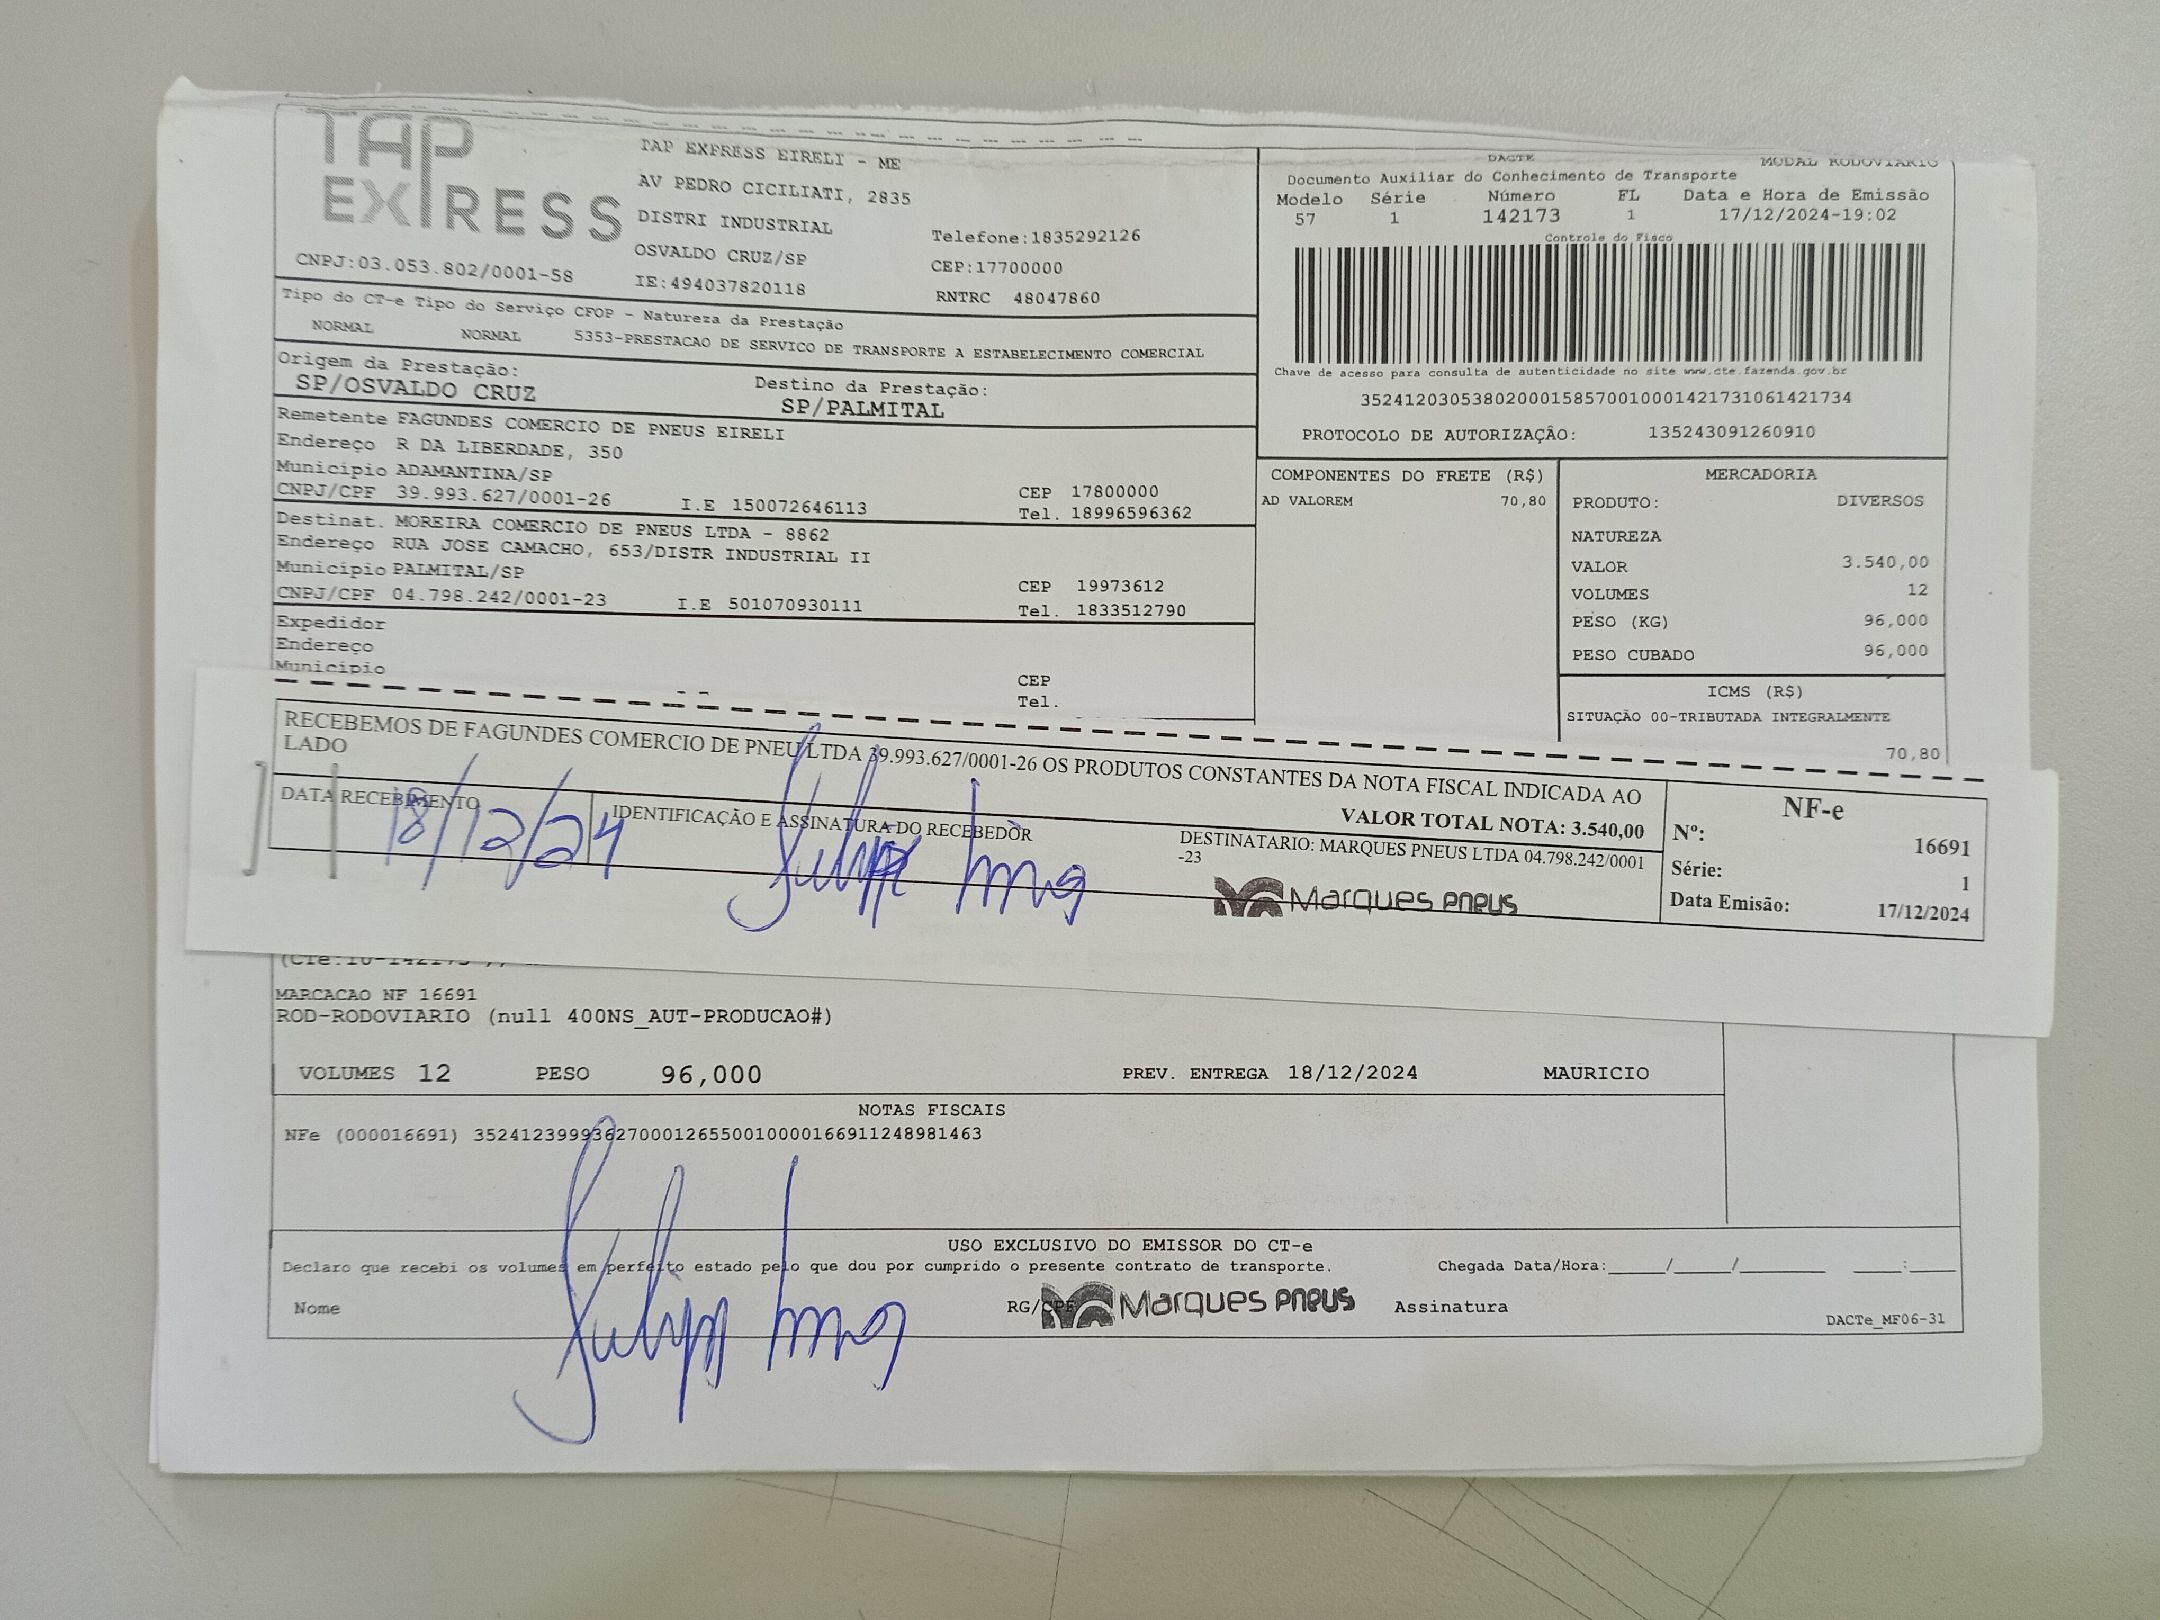 TAP
EXPRESS
TAP EXPRESS EIRELI - ME
AV PEDRO CICILIATI, 2835
DISTRI INDUSTRIAL
OSVALDO CRUZ/SP
IE:494037820118
Telefone:1835292126
CEP:17700000
RNTRC 48047860
CNPJ:03.053.802/0001-58
DACTE MODAL RODOVIARIO
Documento Auxiliar do Conhecimento de Transporte
Modelo Série Número FL Data e Hora de Emissão
57 1 142173 1 17/12/2024-19:02
Controle do Fisco
Chave de acesso para consulta de autenticidade no site www.cte.fazenda.gov.br
35241203053802000158570010001421731061421734
PROTOCOLO DE AUTORIZAÇÃO: 135243091260910
Tipo do CT-e Tipo do Serviço CFOP - Natureza da Prestação
NORMAL NORMAL 5353-PRESTACAO DE SERVICO DE TRANSPORTE A ESTABELECIMENTO COMERCIAL
Origem da Prestação: Destino da Prestação:
SP/OSVALDO CRUZ SP/PALMITAL
Remetente FAGUNDES COMERCIO DE PNEUS EIRELI
Endereço R DA LIBERDADE, 350
Município ADAMANTINA/SP CEP 17800000
CNPJ/CPF 39.993.627/0001-26 I.E 150072646113 Tel. 18996596362
Destinat. MOREIRA COMERCIO DE PNEUS LTDA - 8862
Endereço RUA JOSE CAMACHO, 653/DISTR INDUSTRIAL II
Município PALMITAL/SP CEP 19973612
CNPJ/CPF 04.798.242/0001-23 I.E 501070930111 Tel. 1833512790
Expedidor
Endereço
Município CEP
Tel.
COMPONENTES DO FRETE (R$)
AD VALOREM 70,80
MERCADORIA
PRODUTO: DIVERSOS
NATUREZA
VALOR 3.540,00
VOLUMES 12
PESO (KG) 96,000
PESO CUBADO 96,000
ICMS (R$)
SITUAÇÃO 00-TRIBUTADA INTEGRALMENTE
70,80
RECEBEMOS DE FAGUNDES COMERCIO DE PNEU LTDA 39.993.627/0001-26 OS PRODUTOS CONSTANTES DA NOTA FISCAL INDICADA AO
LADO
VALOR TOTAL NOTA: 3.540,00
DATA RECEBIMENTO
18/12/24
IDENTIFICAÇÃO E ASSINATURA DO RECEBEDOR
DESTINATARIO: MARQUES PNEUS LTDA 04.798.242/0001
-23
Marques Pneus
NF-e
Nº: 16691
Série: 1
Data Emissão: 17/12/2024
MARCACAO NF 16691
ROD-RODOVIARIO (null 400NS_AUT-PRODUCAO#)
VOLUMES 12 PESO 96,000 PREV. ENTREGA 18/12/2024 MAURICIO
NOTAS FISCAIS
NFe (000016691) 35241239993627000126550010000166911248981463
USO EXCLUSIVO DO EMISSOR DO CT-e
Declaro que recebi os volumes em perfeito estado pelo que dou por cumprido o presente contrato de transporte. Chegada Data/Hora:_____/_____/________ ____:____
Nome RG/CPF Marques Pneus Assinatura
DACTe_MF06-31